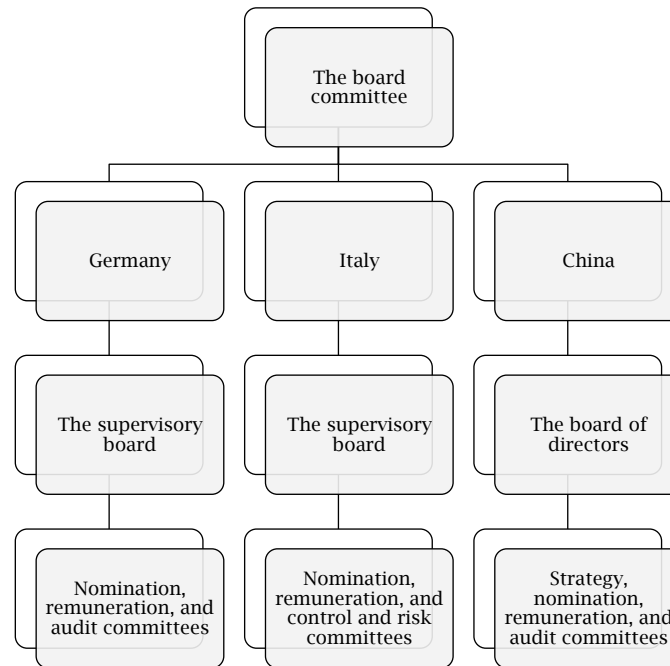 The board
committee
Germany
Italy
China
The supervisory
board
The supervisory
board
The board of
directors
Nomination,
remuneration, and
audit committees
Nomination,
remuneration, and
control and risk
committees
Strategy,
nomination,
remuneration, and
audit committees